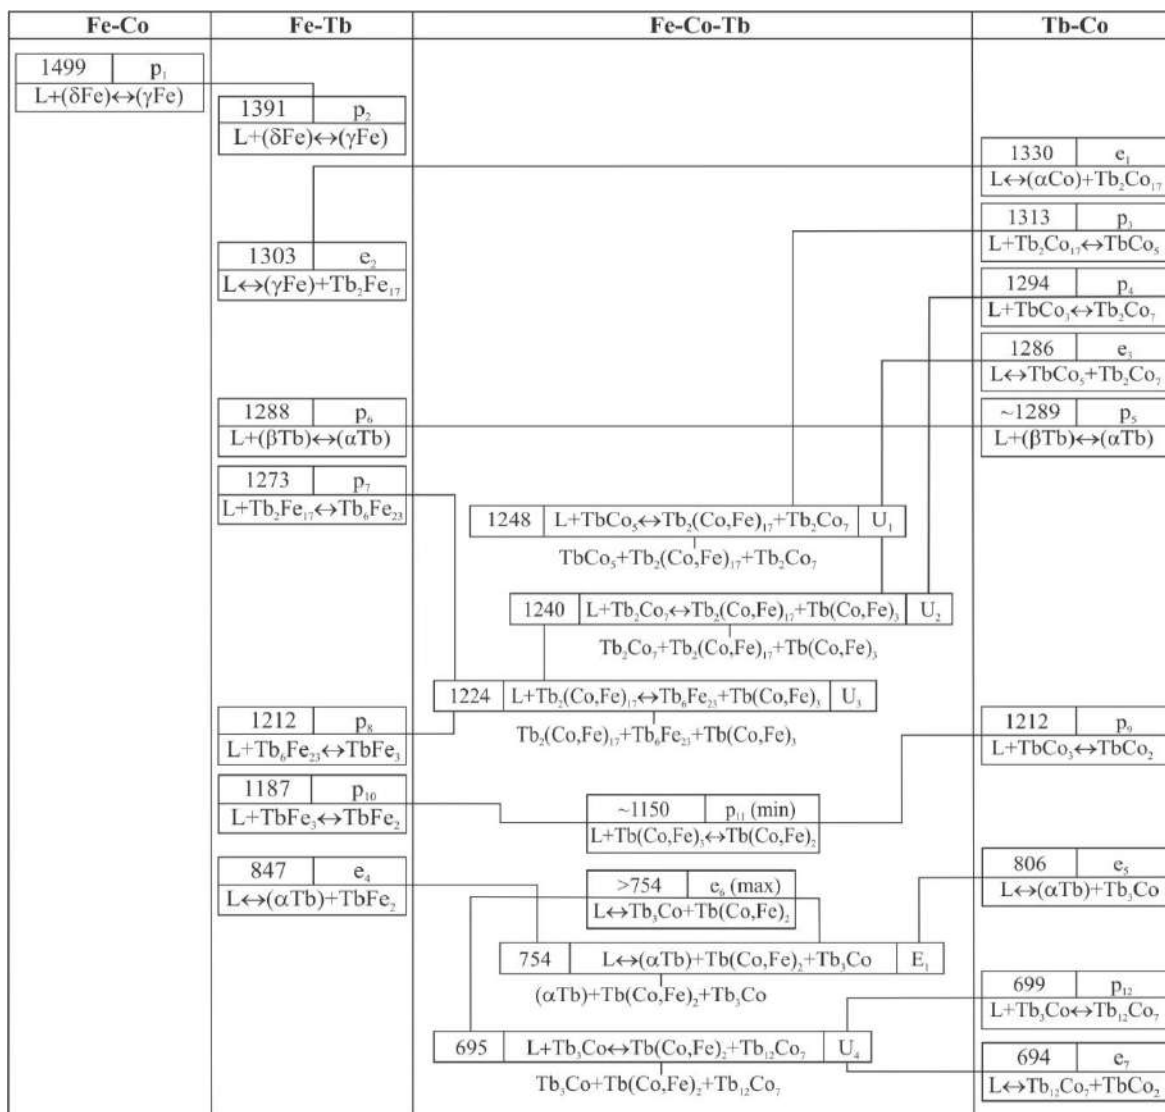 Fe-Co Fe-Tb Fe-Co-Tb Tb-Co
1499 p₁
L+(δFe)↔(γFe)
1391 p₂
L+(δFe)↔(γFe)
1330 e₁
L↔(αCo)+Tb₂Co₁₇
1313 p₃
L+Tb₂Co₁₇↔TbCo₅
1303 e₂
L↔(γFe)+Tb₂Fe₁₇
1294 p₄
L+TbCo₃↔Tb₂Co₇
1286 e₃
L↔TbCo₅+Tb₂Co₇
1288 p₆
L+(βTb)↔(αTb)
~1289 p₅
L+(βTb)↔(αTb)
1273 p₇
L+Tb₂Fe₁₇↔Tb₆Fe₂₃
1248 L+TbCo₅↔Tb₂(Co,Fe)₁₇+Tb₂Co₇ U₁
TbCo₅+Tb₂(Co,Fe)₁₇+Tb₂Co₇
1240 L+Tb₂Co₇↔Tb₂(Co,Fe)₁₇+Tb(Co,Fe)₃ U₂
Tb₂Co₇+Tb₂(Co,Fe)₁₇+Tb(Co,Fe)₃
1224 L+Tb₂(Co,Fe)₁₇↔Tb₆Fe₂₃+Tb(Co,Fe)₃ U₃
Tb₂(Co,Fe)₁₇+Tb₆Fe₂₃+Tb(Co,Fe)₃
1212 p₈
L+Tb₆Fe₂₃↔TbFe₃
1212 p₉
L+TbCo₃↔TbCo₂
1187 p₁₀
L+TbFe₃↔TbFe₂
~1150 p₁₁ (min)
L+Tb(Co,Fe)₃↔Tb(Co,Fe)₂
847 e₄
L↔(αTb)+TbFe₂
806 e₅
L↔(αTb)+Tb₃Co
>754 e₆ (max)
L↔Tb₃Co+Tb(Co,Fe)₂
754 L↔(αTb)+Tb(Co,Fe)₂+Tb₃Co E₁
(αTb)+Tb(Co,Fe)₂+Tb₃Co
699 p₁₂
L+Tb₃Co↔Tb₁₂Co₇
695 L+Tb₃Co↔Tb(Co,Fe)₂+Tb₁₂Co₇ U₄
Tb₃Co+Tb(Co,Fe)₂+Tb₁₂Co₇
694 e₇
L↔Tb₁₂Co₇+TbCo₂